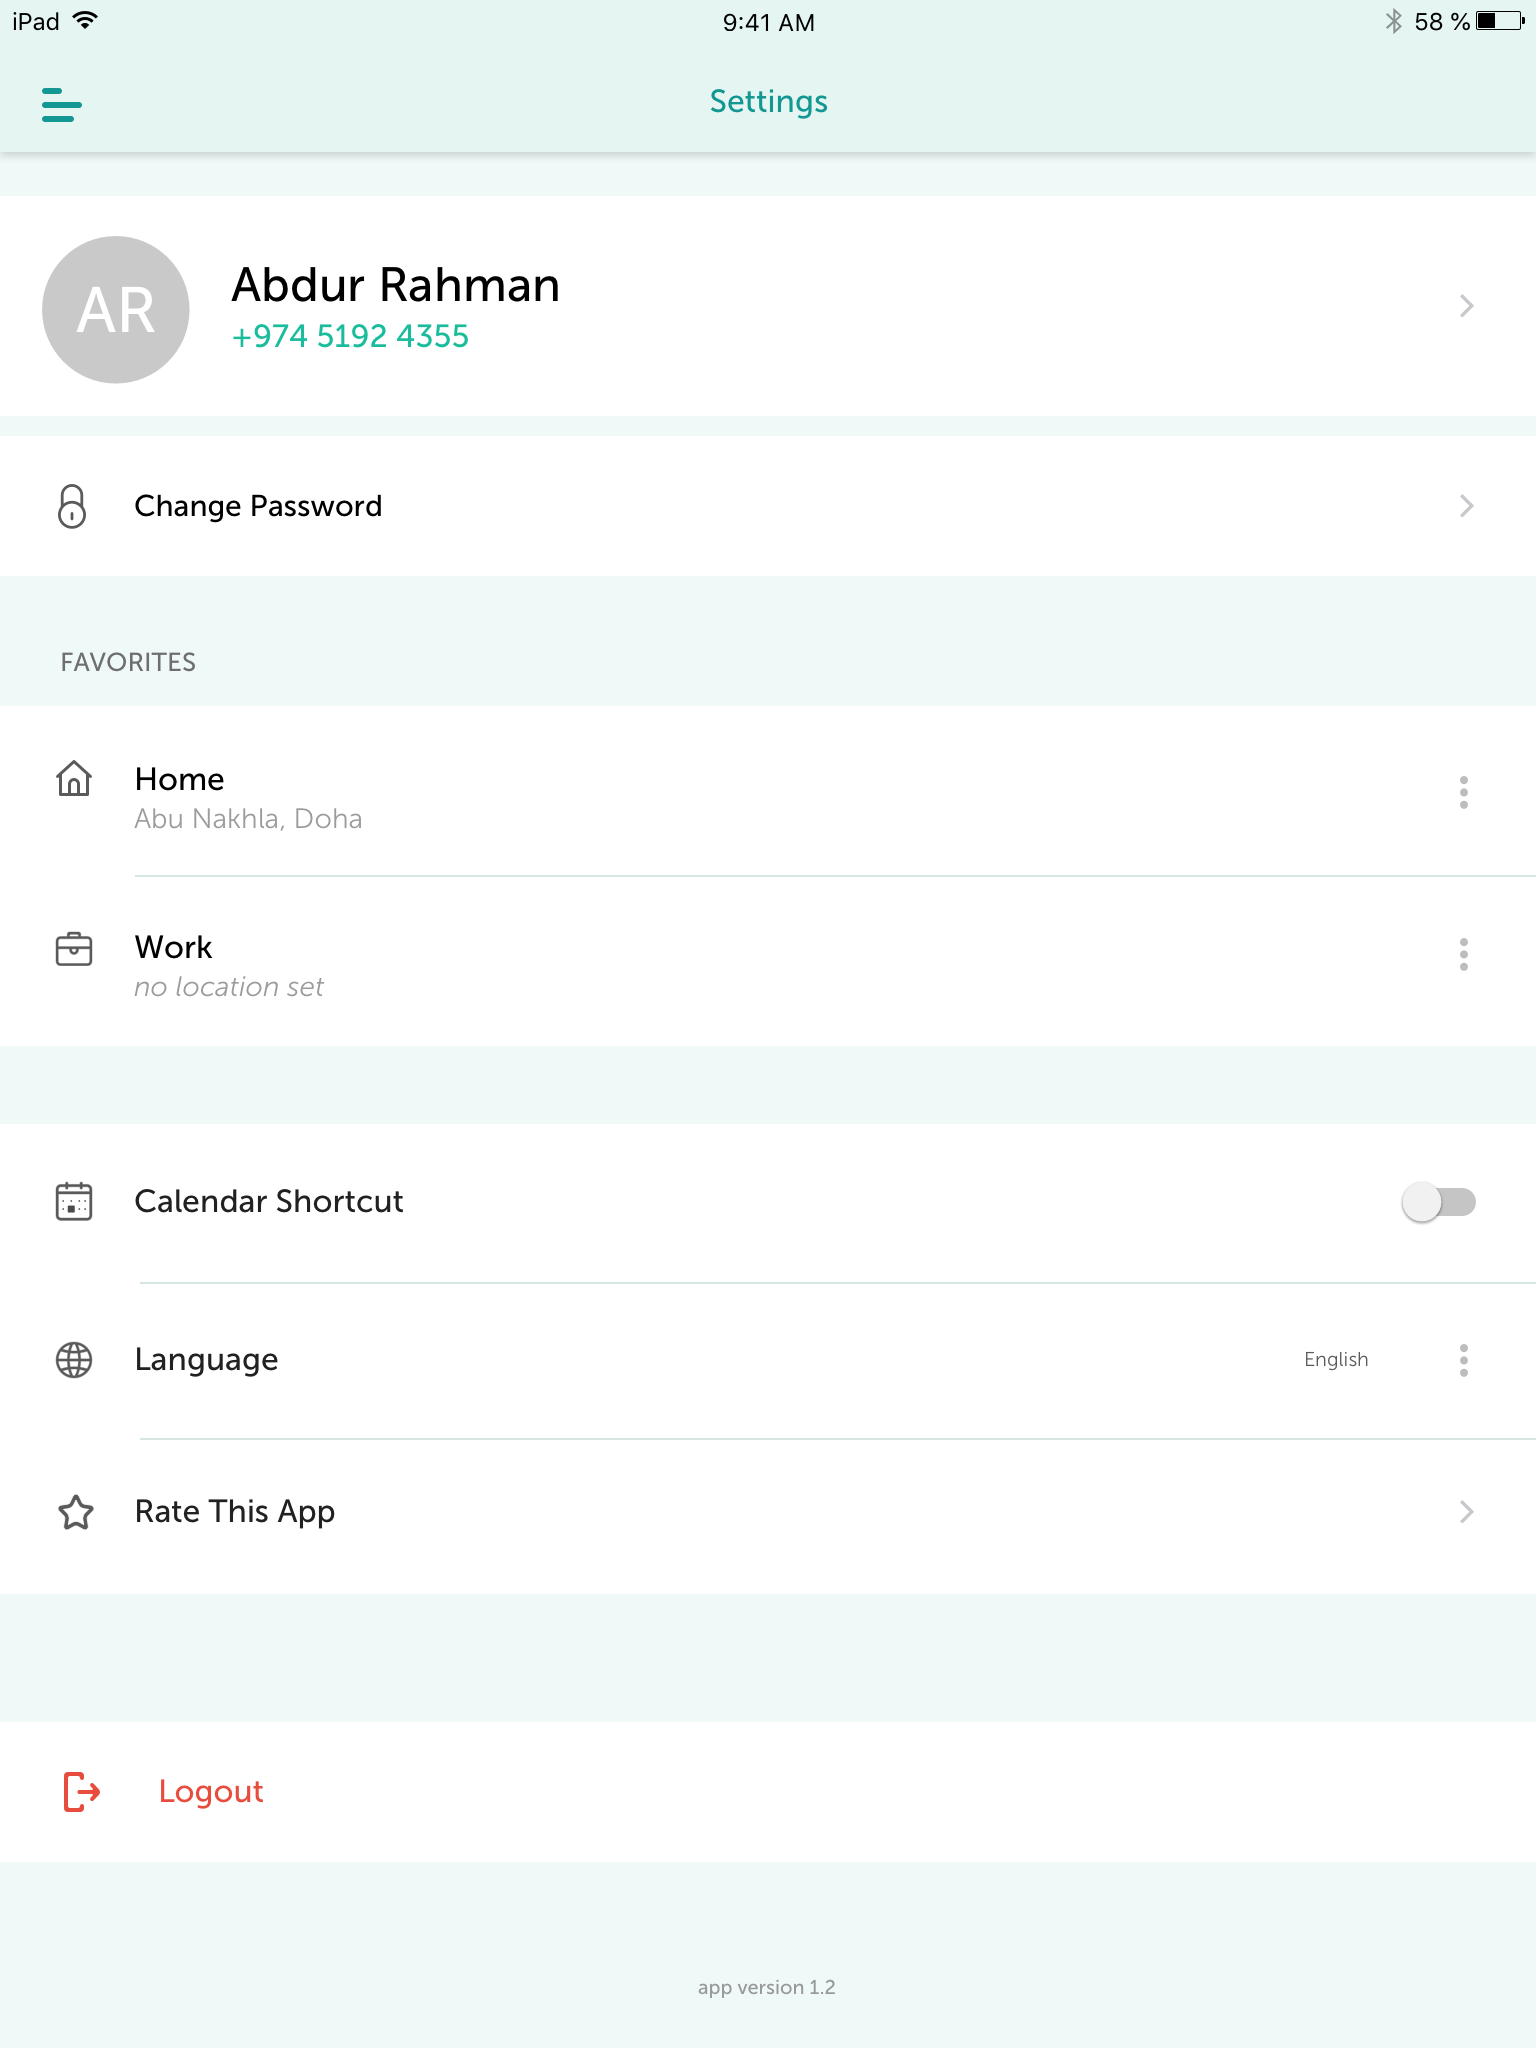 iPad 9:41 AM 58 %
Settings
AR
Abdur Rahman
+974 5192 4355
Change Password
FAVORITES
Home
Abu Nakhla, Doha
Work
no location set
Calendar Shortcut
Language English
Rate This App
Logout
app version 1.2